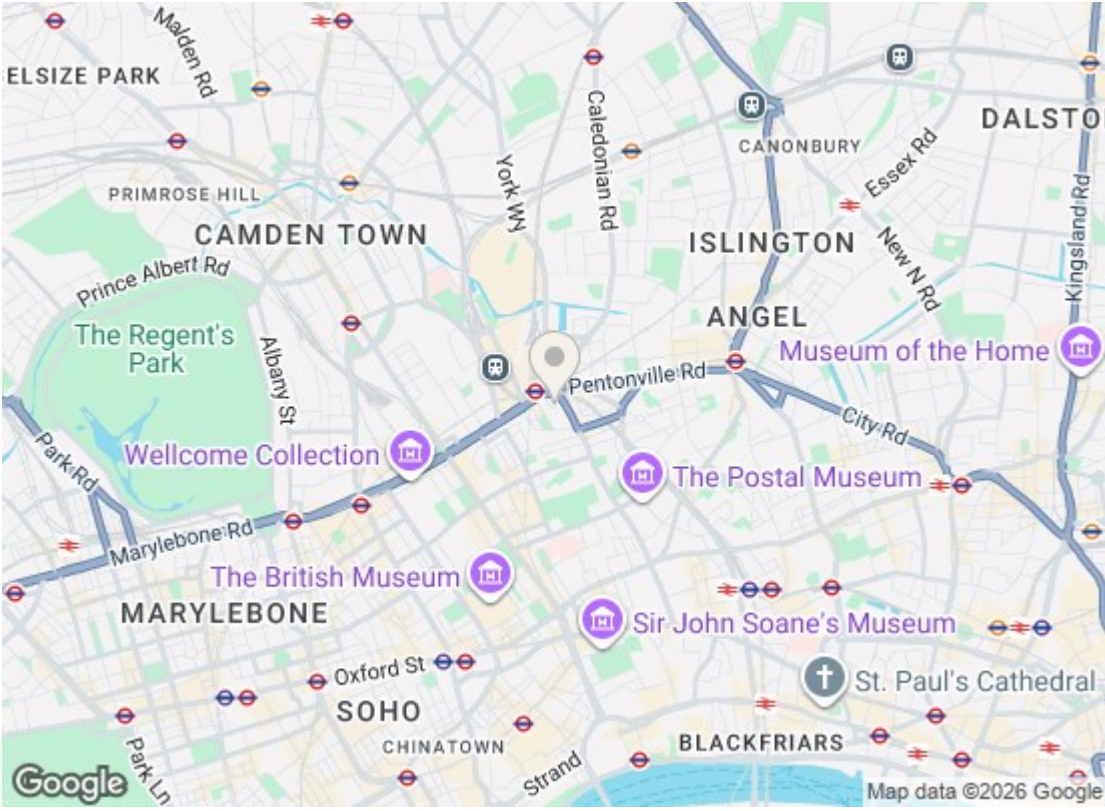 Malden Rd
ELSIZE PARK
Caledonian Rd
DALSTO
CANONBURY
Essex Rd
York Wy
PRIMROSE HILL
CAMDEN TOWN
ISLINGTON
Kingsland Rd
New N Rd
Prince Albert Rd
ANGEL
The Regent's
Park
Albany St
Museum of the Home
Pentonville Rd
City Rd
Park Rd
Wellcome Collection
The Postal Museum
Marylebone Rd
The British Museum
MARYLEBONE
Sir John Soane's Museum
Oxford St
St. Paul's Cathedral
SOHO
CHINATOWN
BLACKFRIARS
Park Ln
Strand
Google
Map data ©2026 Google